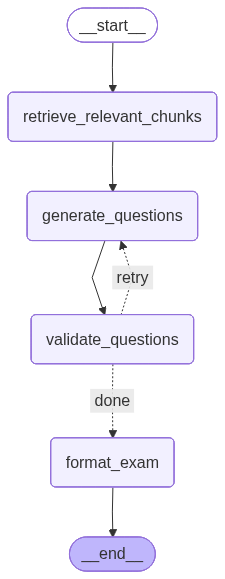 __start__
retrieve_relevant_chunks
generate_questions
retry
validate_questions
done
format_exam
__end__